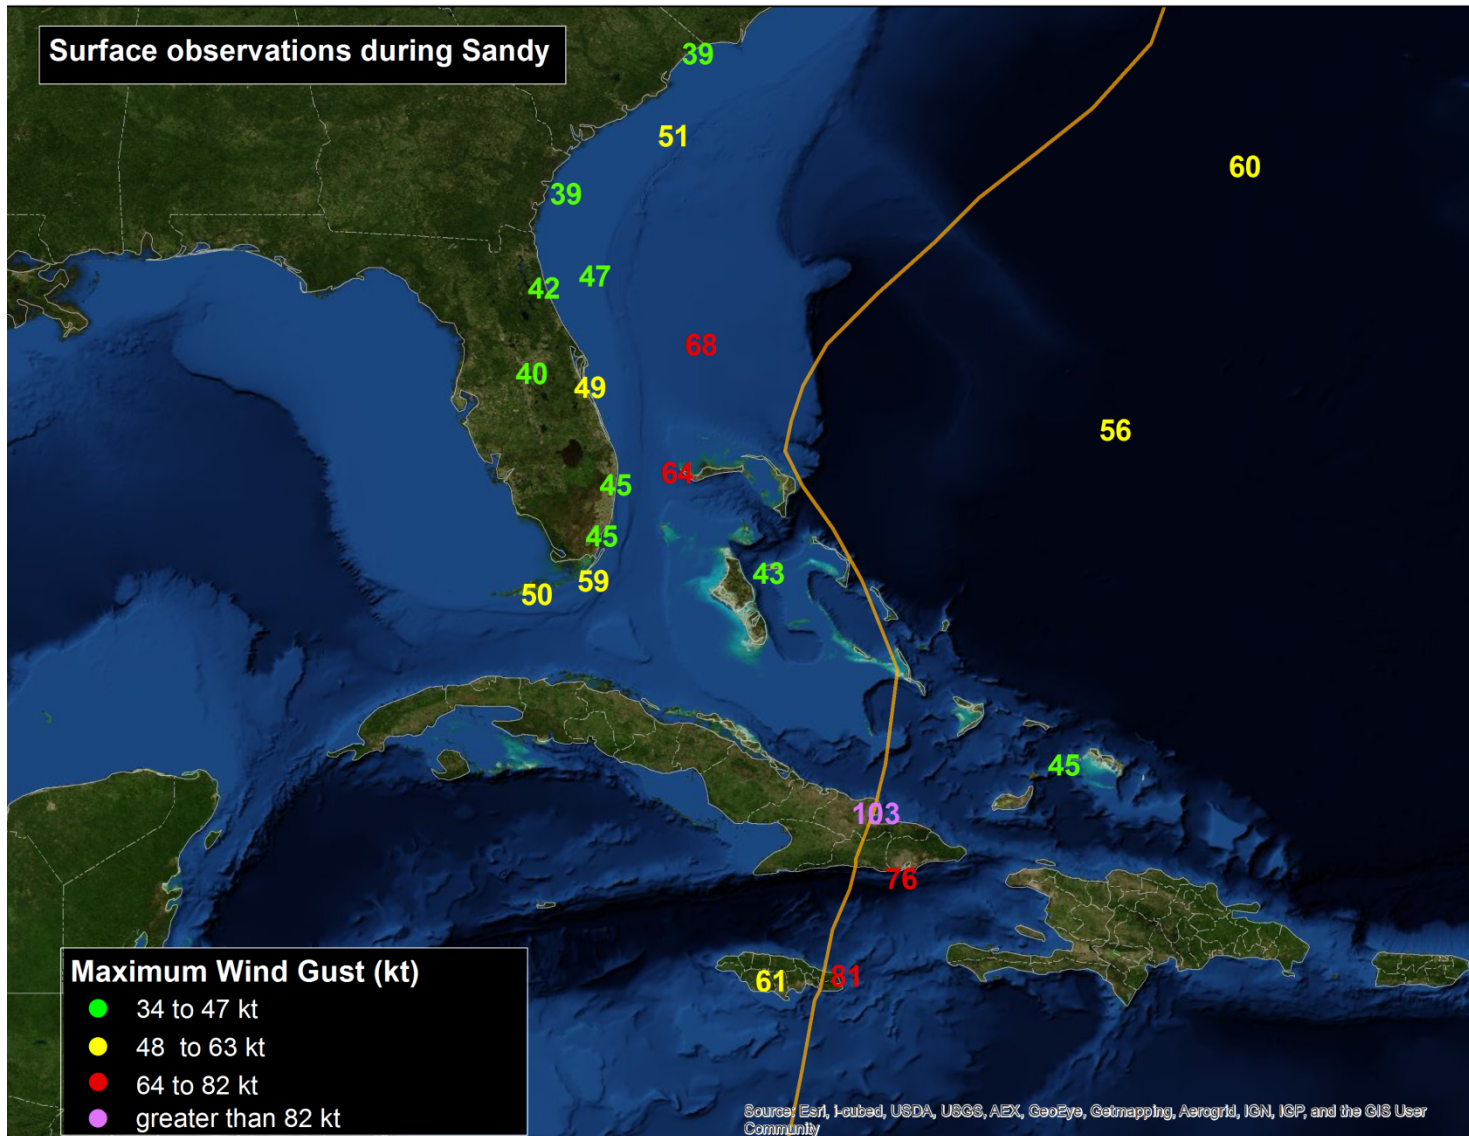 Surface observations during Sandy
39
51
60
39
47
42
68
40
49
56
64
45
45
43
59
50
45
103
76
61
81
Maximum Wind Gust (kt)
34 to 47 kt
48 to 63 kt
64 to 82 kt
greater than 82 kt
Source: Esri, i-cubed, USDA, USGS, AEX, GeoEye, Getmapping, Aerogrid, IGN, IGP, and the GIS User
Community